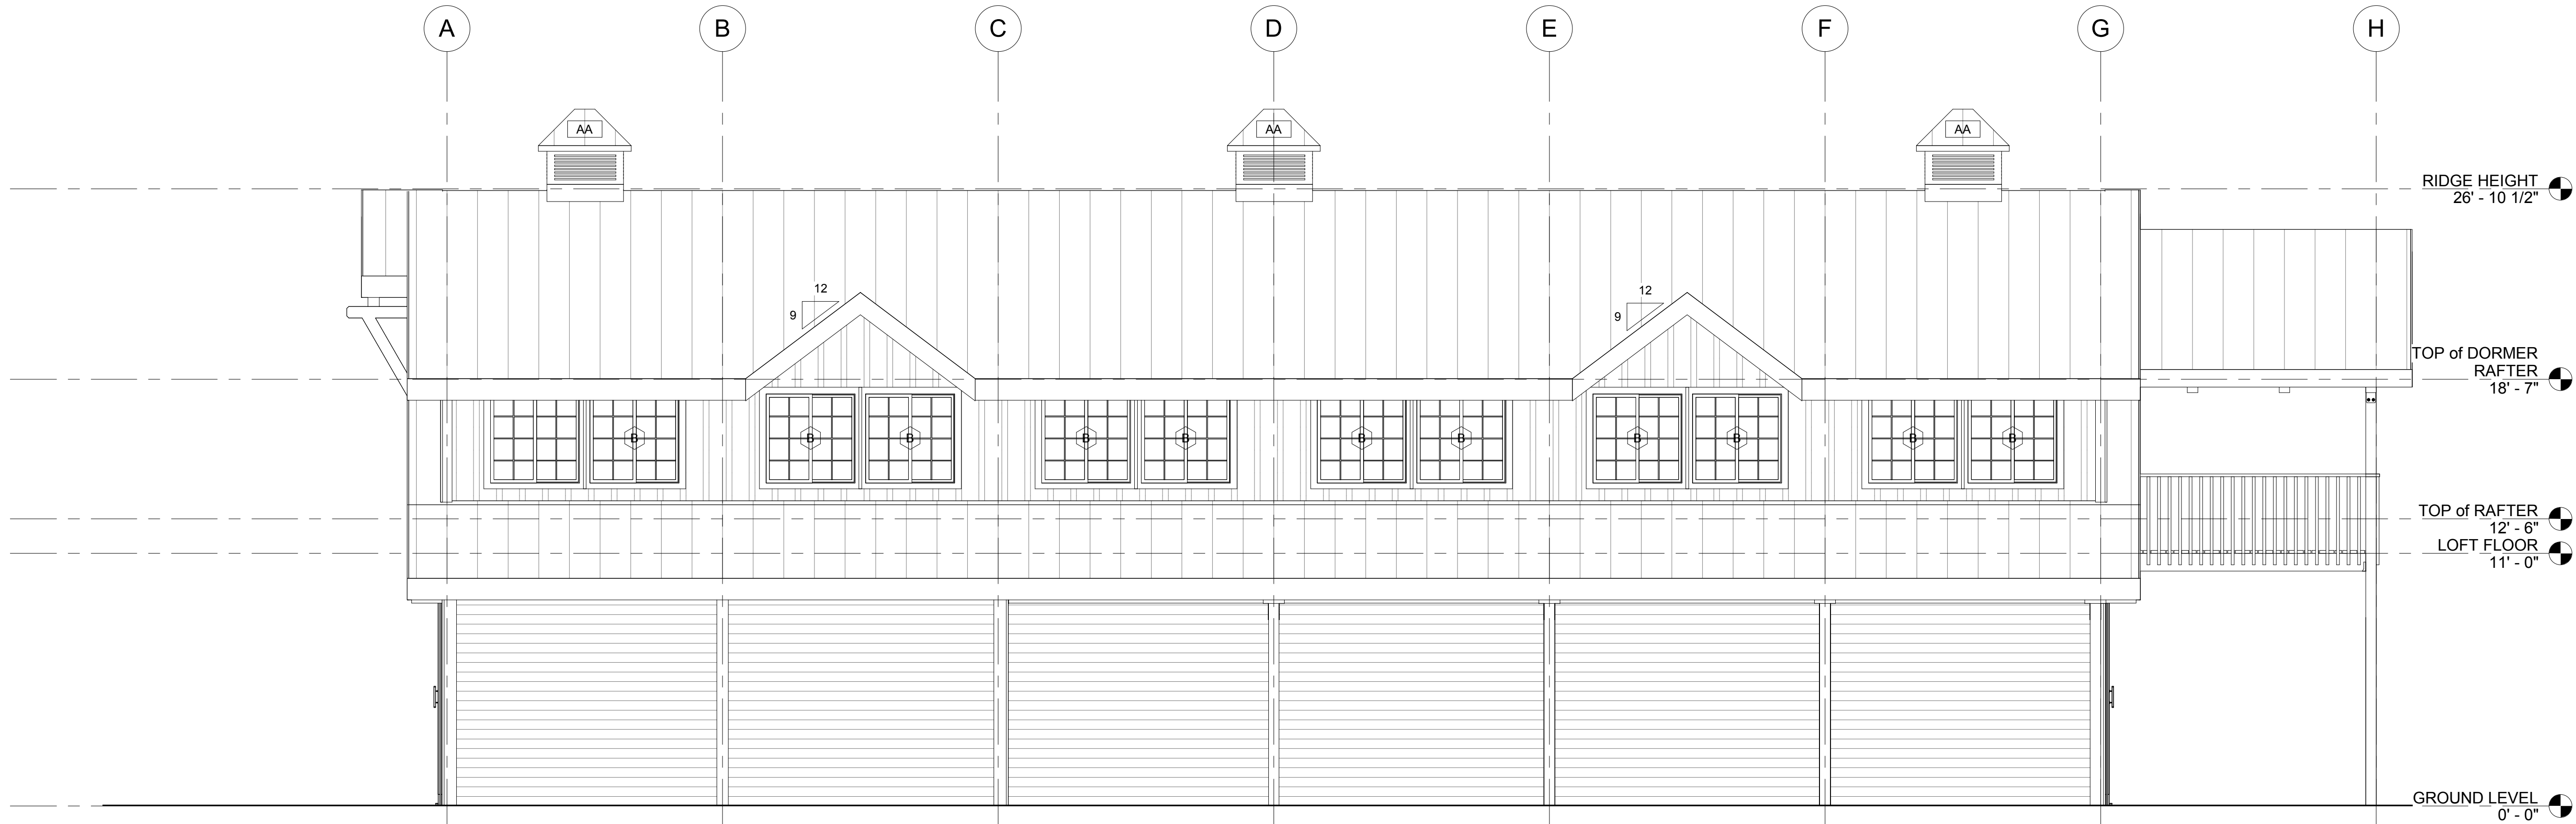 A B C D E F G H
AA AA AA
RIDGE HEIGHT
26' - 10 1/2"
12 12
9 9
TOP of DORMER
RAFTER
18' - 7"
B B B B B B B B B B B
TOP of RAFTER
12' - 6"
LOFT FLOOR
11' - 0"
GROUND LEVEL
0' - 0"